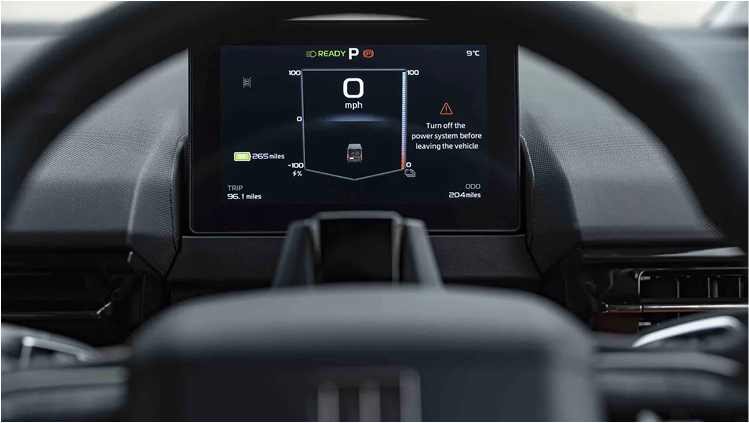 READY P (P) 9°C
100 100
0
mph
0
Turn off the
power system before
leaving the vehicle
265 miles
-100 0
%
TRIP ODO
96.1 miles 204 miles